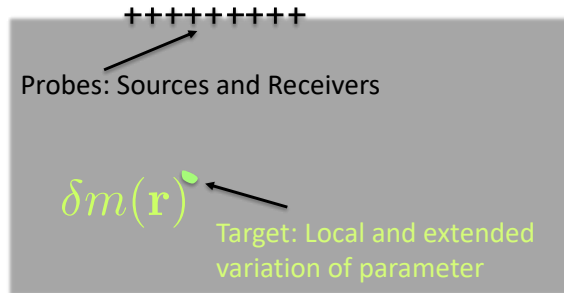 +++++++++
Probes: Sources and Receivers
δm(r)
Target: Local and extended
variation of parameter